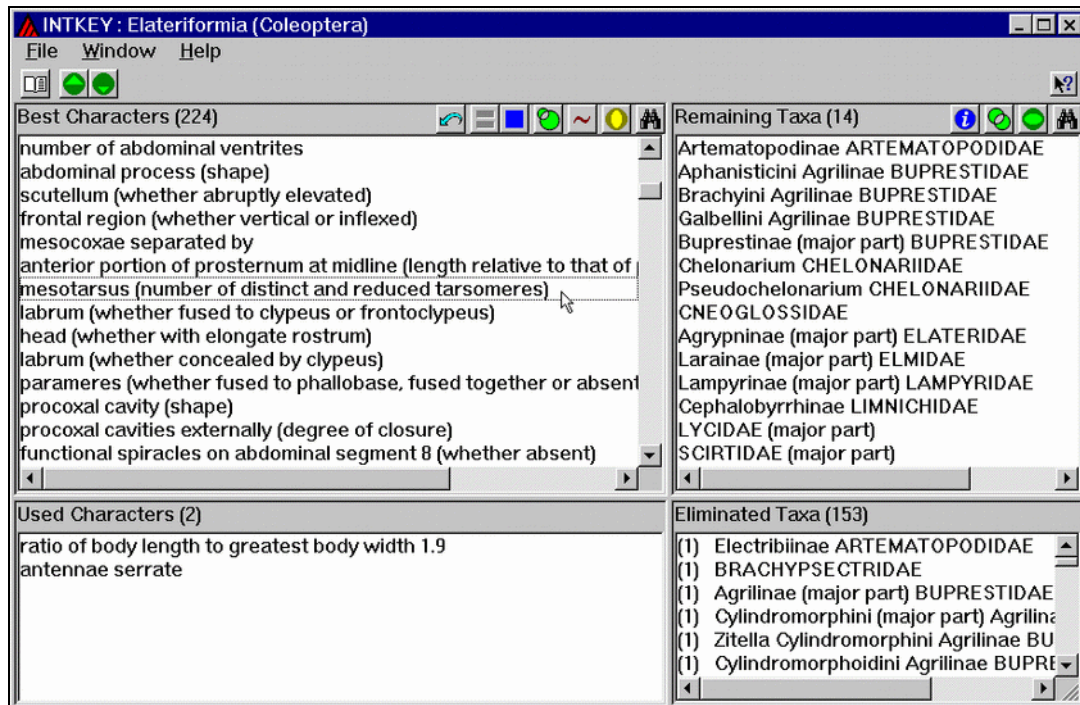 INTKEY : Elateriformia (Coleoptera)
File Window Help
Best Characters (224)
number of abdominal ventrites
abdominal process (shape)
scutellum (whether abruptly elevated)
frontal region (whether vertical or inflexed)
mesocoxae separated by
anterior portion of prosternum at midline (length relative to that of
mesotarsus (number of distinct and reduced tarsomeres)
labrum (whether fused to clypeus or frontoclypeus)
head (whether with elongate rostrum)
labrum (whether concealed by clypeus)
parameres (whether fused to phallobase, fused together or absent
procoxal cavity (shape)
procoxal cavities externally (degree of closure)
functional spiracles on abdominal segment 8 (whether absent)
Remaining Taxa (14)
Artematopodinae ARTEMATOPODIDAE
Aphanisticini Agrilinae BUPRESTIDAE
Brachyini Agrilinae BUPRESTIDAE
Galbellini Agrilinae BUPRESTIDAE
Buprestinae (major part) BUPRESTIDAE
Chelonarium CHELONARIIDAE
Pseudochelonarium CHELONARIIDAE
CNEOGLOSSIDAE
Agrypninae (major part) ELATERIDAE
Larainae (major part) ELMIDAE
Lampyrinae (major part) LAMPYRIDAE
Cephalobyrrhinae LIMNICHIDAE
LYCIDAE (major part)
SCIRTIDAE (major part)
Used Characters (2)
ratio of body length to greatest body width 1.9
antennae serrate
Eliminated Taxa (153)
(1) Electribiinae ARTEMATOPODIDAE
(1) BRACHYPSECTRIDAE
(1) Agrilinae (major part) BUPRESTIDAE
(1) Cylindromorphini (major part) Agrilina
(1) Zitella Cylindromorphini Agrilinae BU
(1) Cylindromorphoidini Agrilinae BUPRE